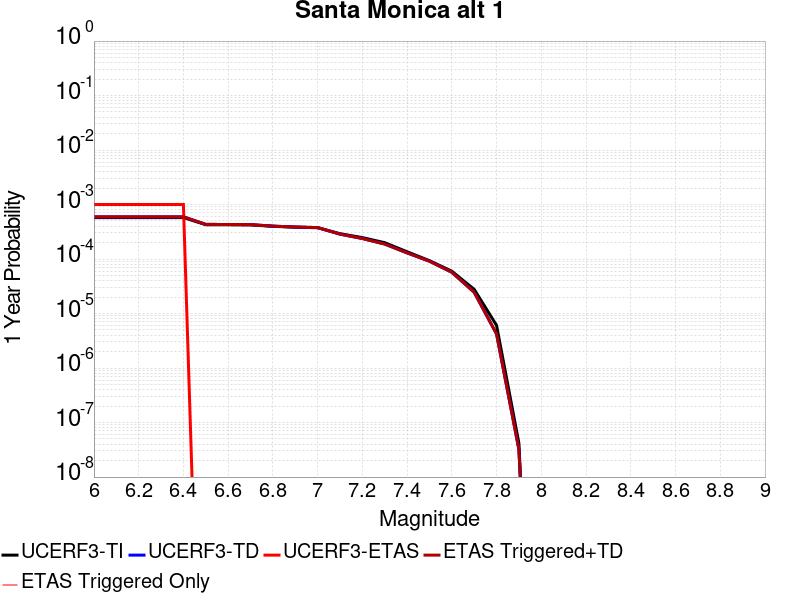 Santa Monica alt 1
10^0
10^-1
10^-2
10^-3
10^-4
10^-5
10^-6
10^-7
10^-8
1 Year Probability
6 6.2 6.4 6.6 6.8 7 7.2 7.4 7.6 7.8 8 8.2 8.4 8.6 8.8 9
Magnitude
UCERF3-TI UCERF3-TD UCERF3-ETAS ETAS Triggered+TD
ETAS Triggered Only